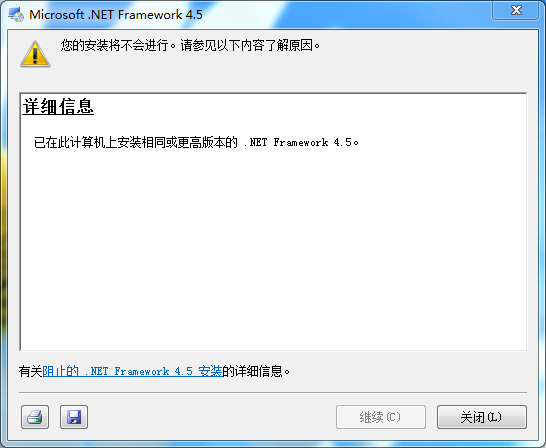 Microsoft .NET Framework 4.5
您的安装将不会进行。请参见以下内容了解原因。
详细信息
已在此计算机上安装相同或更高版本的 .NET Framework 4.5。
有关阻止的 .NET Framework 4.5 安装的详细信息。
继续(C) 关闭(L)